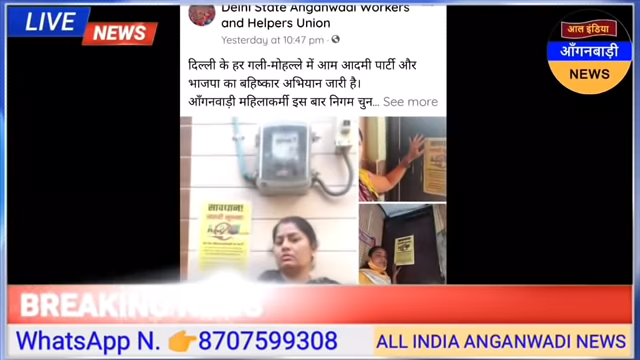 LIVE
NEWS
Delhi State Anganwadi Workers
and Helpers Union
Yesterday at 10:47 pm ·
दिल्ली के हर गली-मोहल्ले में आम आदमी पार्टी और
भाजपा का बहिष्कार अभियान जारी है।
आँगनवाड़ी महिलाकर्मी इस बार निगम चुन... See more
आल इंडिया
आँगनबाड़ी
NEWS
सावधान!
BREAKING NEWS
WhatsApp N. 👉8707599308
ALL INDIA ANGANWADI NEWS